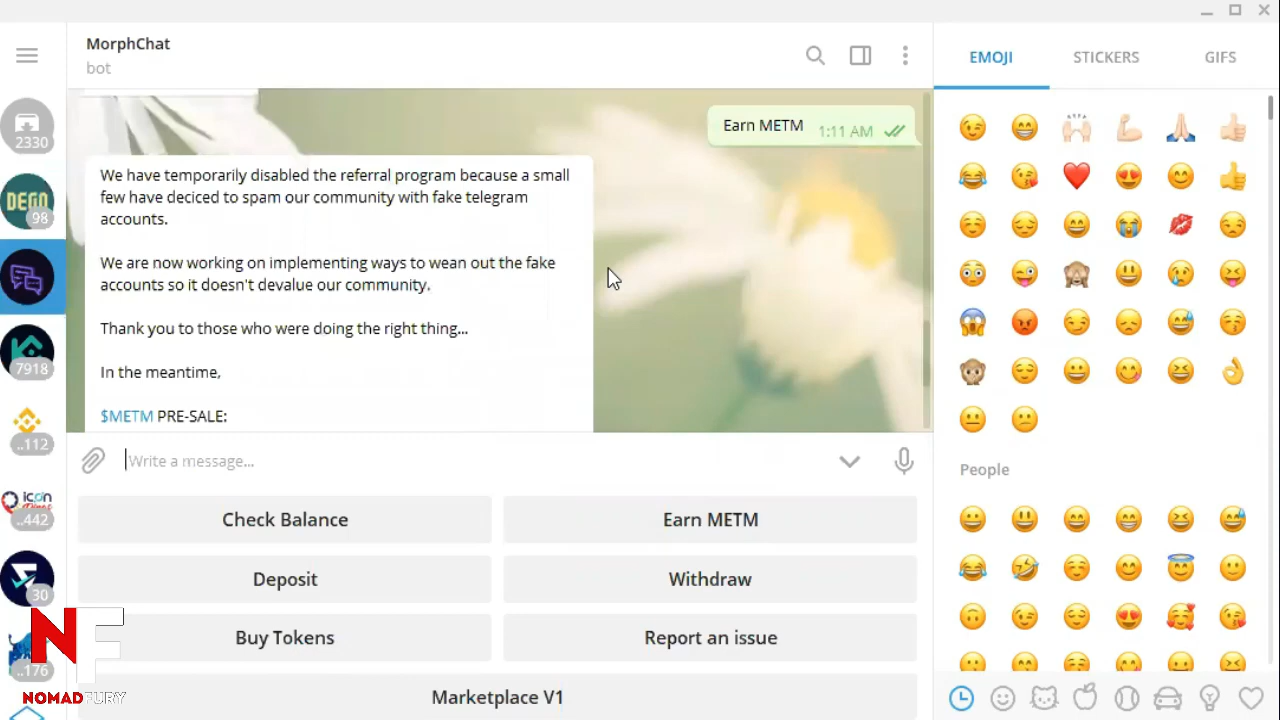 MorphChat
bot
EMOJI
STICKERS
GIFS
2330
DEGO
98
7918
..112
icon
..442
30
..176
Earn METM
1:11 AM
We have temporarily disabled the referral program because a small
few have deciced to spam our community with fake telegram
accounts.
We are now working on implementing ways to wean out the fake
accounts so it doesn't devalue our community.
Thank you to those who were doing the right thing...
In the meantime,
$METM PRE-SALE:
Write a message...
Check Balance
Earn METM
Deposit
Withdraw
Buy Tokens
Report an issue
Marketplace V1
People
NF
NOMADFURY